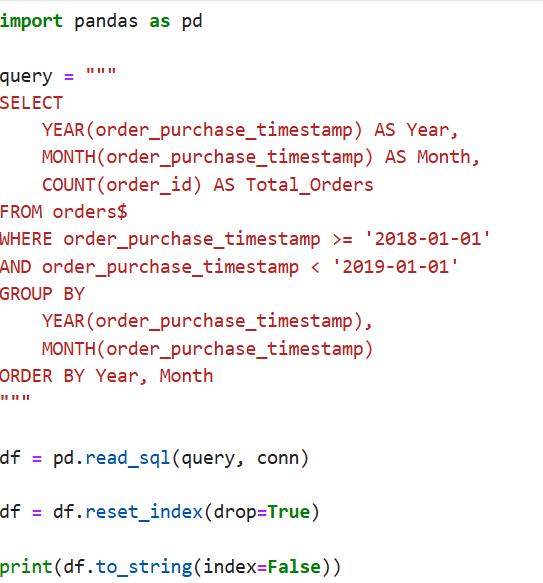 import pandas as pd
query = """
SELECT
    YEAR(order_purchase_timestamp) AS Year,
    MONTH(order_purchase_timestamp) AS Month,
    COUNT(order_id) AS Total_Orders
FROM orders$
WHERE order_purchase_timestamp >= '2018-01-01'
AND order_purchase_timestamp < '2019-01-01'
GROUP BY
    YEAR(order_purchase_timestamp),
    MONTH(order_purchase_timestamp)
ORDER BY Year, Month
"""
df = pd.read_sql(query, conn)
df = df.reset_index(drop=True)
print(df.to_string(index=False))